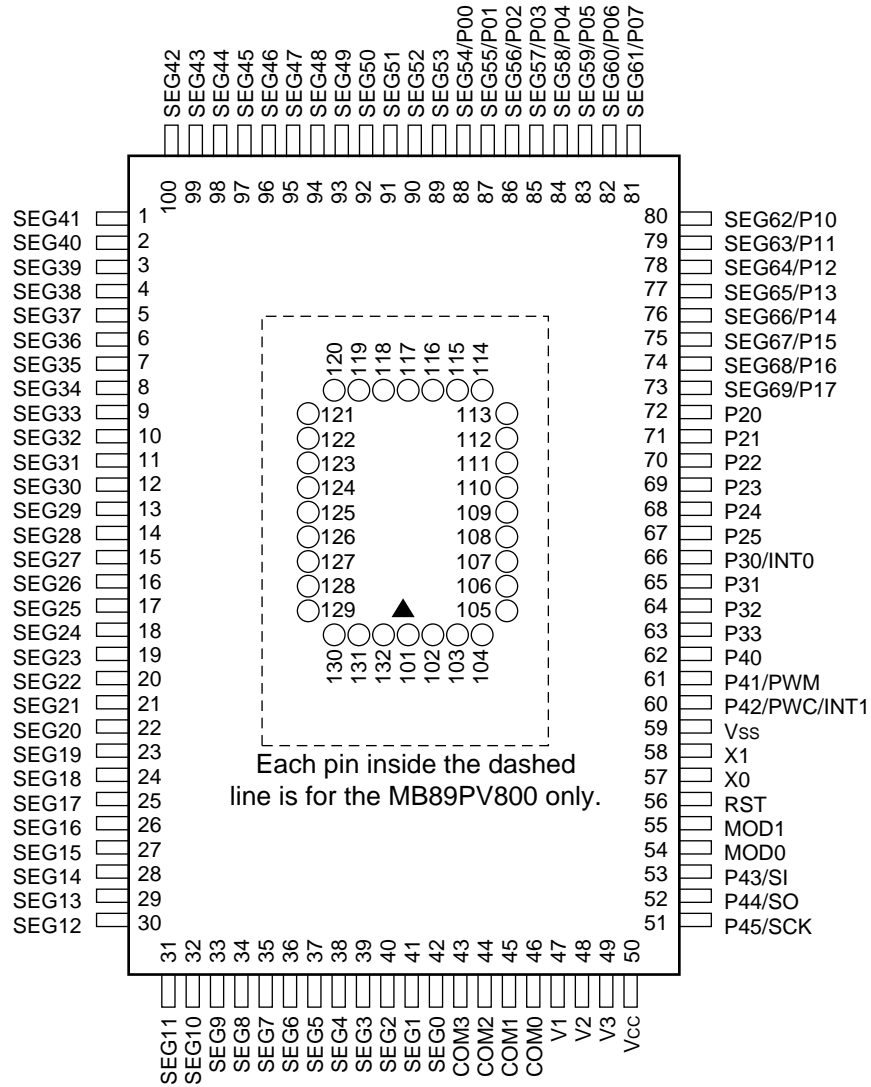 SEG42
SEG43
SEG44
SEG45
SEG46
SEG47
SEG48
SEG49
SEG50
SEG51
SEG52
SEG53
SEG54/P00
SEG55/P01
SEG56/P02
SEG57/P03
SEG58/P04
SEG59/P05
SEG60/P06
SEG61/P07
100
99
98
97
96
95
94
93
92
91
90
89
88
87
86
85
84
83
82
81
SEG41 1
SEG40 2
SEG39 3
SEG38 4
SEG37 5
SEG36 6
SEG35 7
SEG34 8
SEG33 9
SEG32 10
SEG31 11
SEG30 12
SEG29 13
SEG28 14
SEG27 15
SEG26 16
SEG25 17
SEG24 18
SEG23 19
SEG22 20
SEG21 21
SEG20 22
SEG19 23
SEG18 24
SEG17 25
SEG16 26
SEG15 27
SEG14 28
SEG13 29
SEG12 30
120
119
118
117
116
115
114
121
122
123
124
125
126
127
128
129
113
112
111
110
109
108
107
106
105
130
131
132
101
102
103
104
Each pin inside the dashed
line is for the MB89PV800 only.
80 SEG62/P10
79 SEG63/P11
78 SEG64/P12
77 SEG65/P13
76 SEG66/P14
75 SEG67/P15
74 SEG68/P16
73 SEG69/P17
72 P20
71 P21
70 P22
69 P23
68 P24
67 P25
66 P30/INT0
65 P31
64 P32
63 P33
62 P40
61 P41/PWM
60 P42/PWC/INT1
59 Vss
58 X1
57 X0
56 RST
55 MOD1
54 MOD0
53 P43/SI
52 P44/SO
51 P45/SCK
31
32
33
34
35
36
37
38
39
40
41
42
43
44
45
46
47
48
49
50
SEG11
SEG10
SEG9
SEG8
SEG7
SEG6
SEG5
SEG4
SEG3
SEG2
SEG1
SEG0
COM3
COM2
COM1
COM0
V1
V2
V3
Vcc